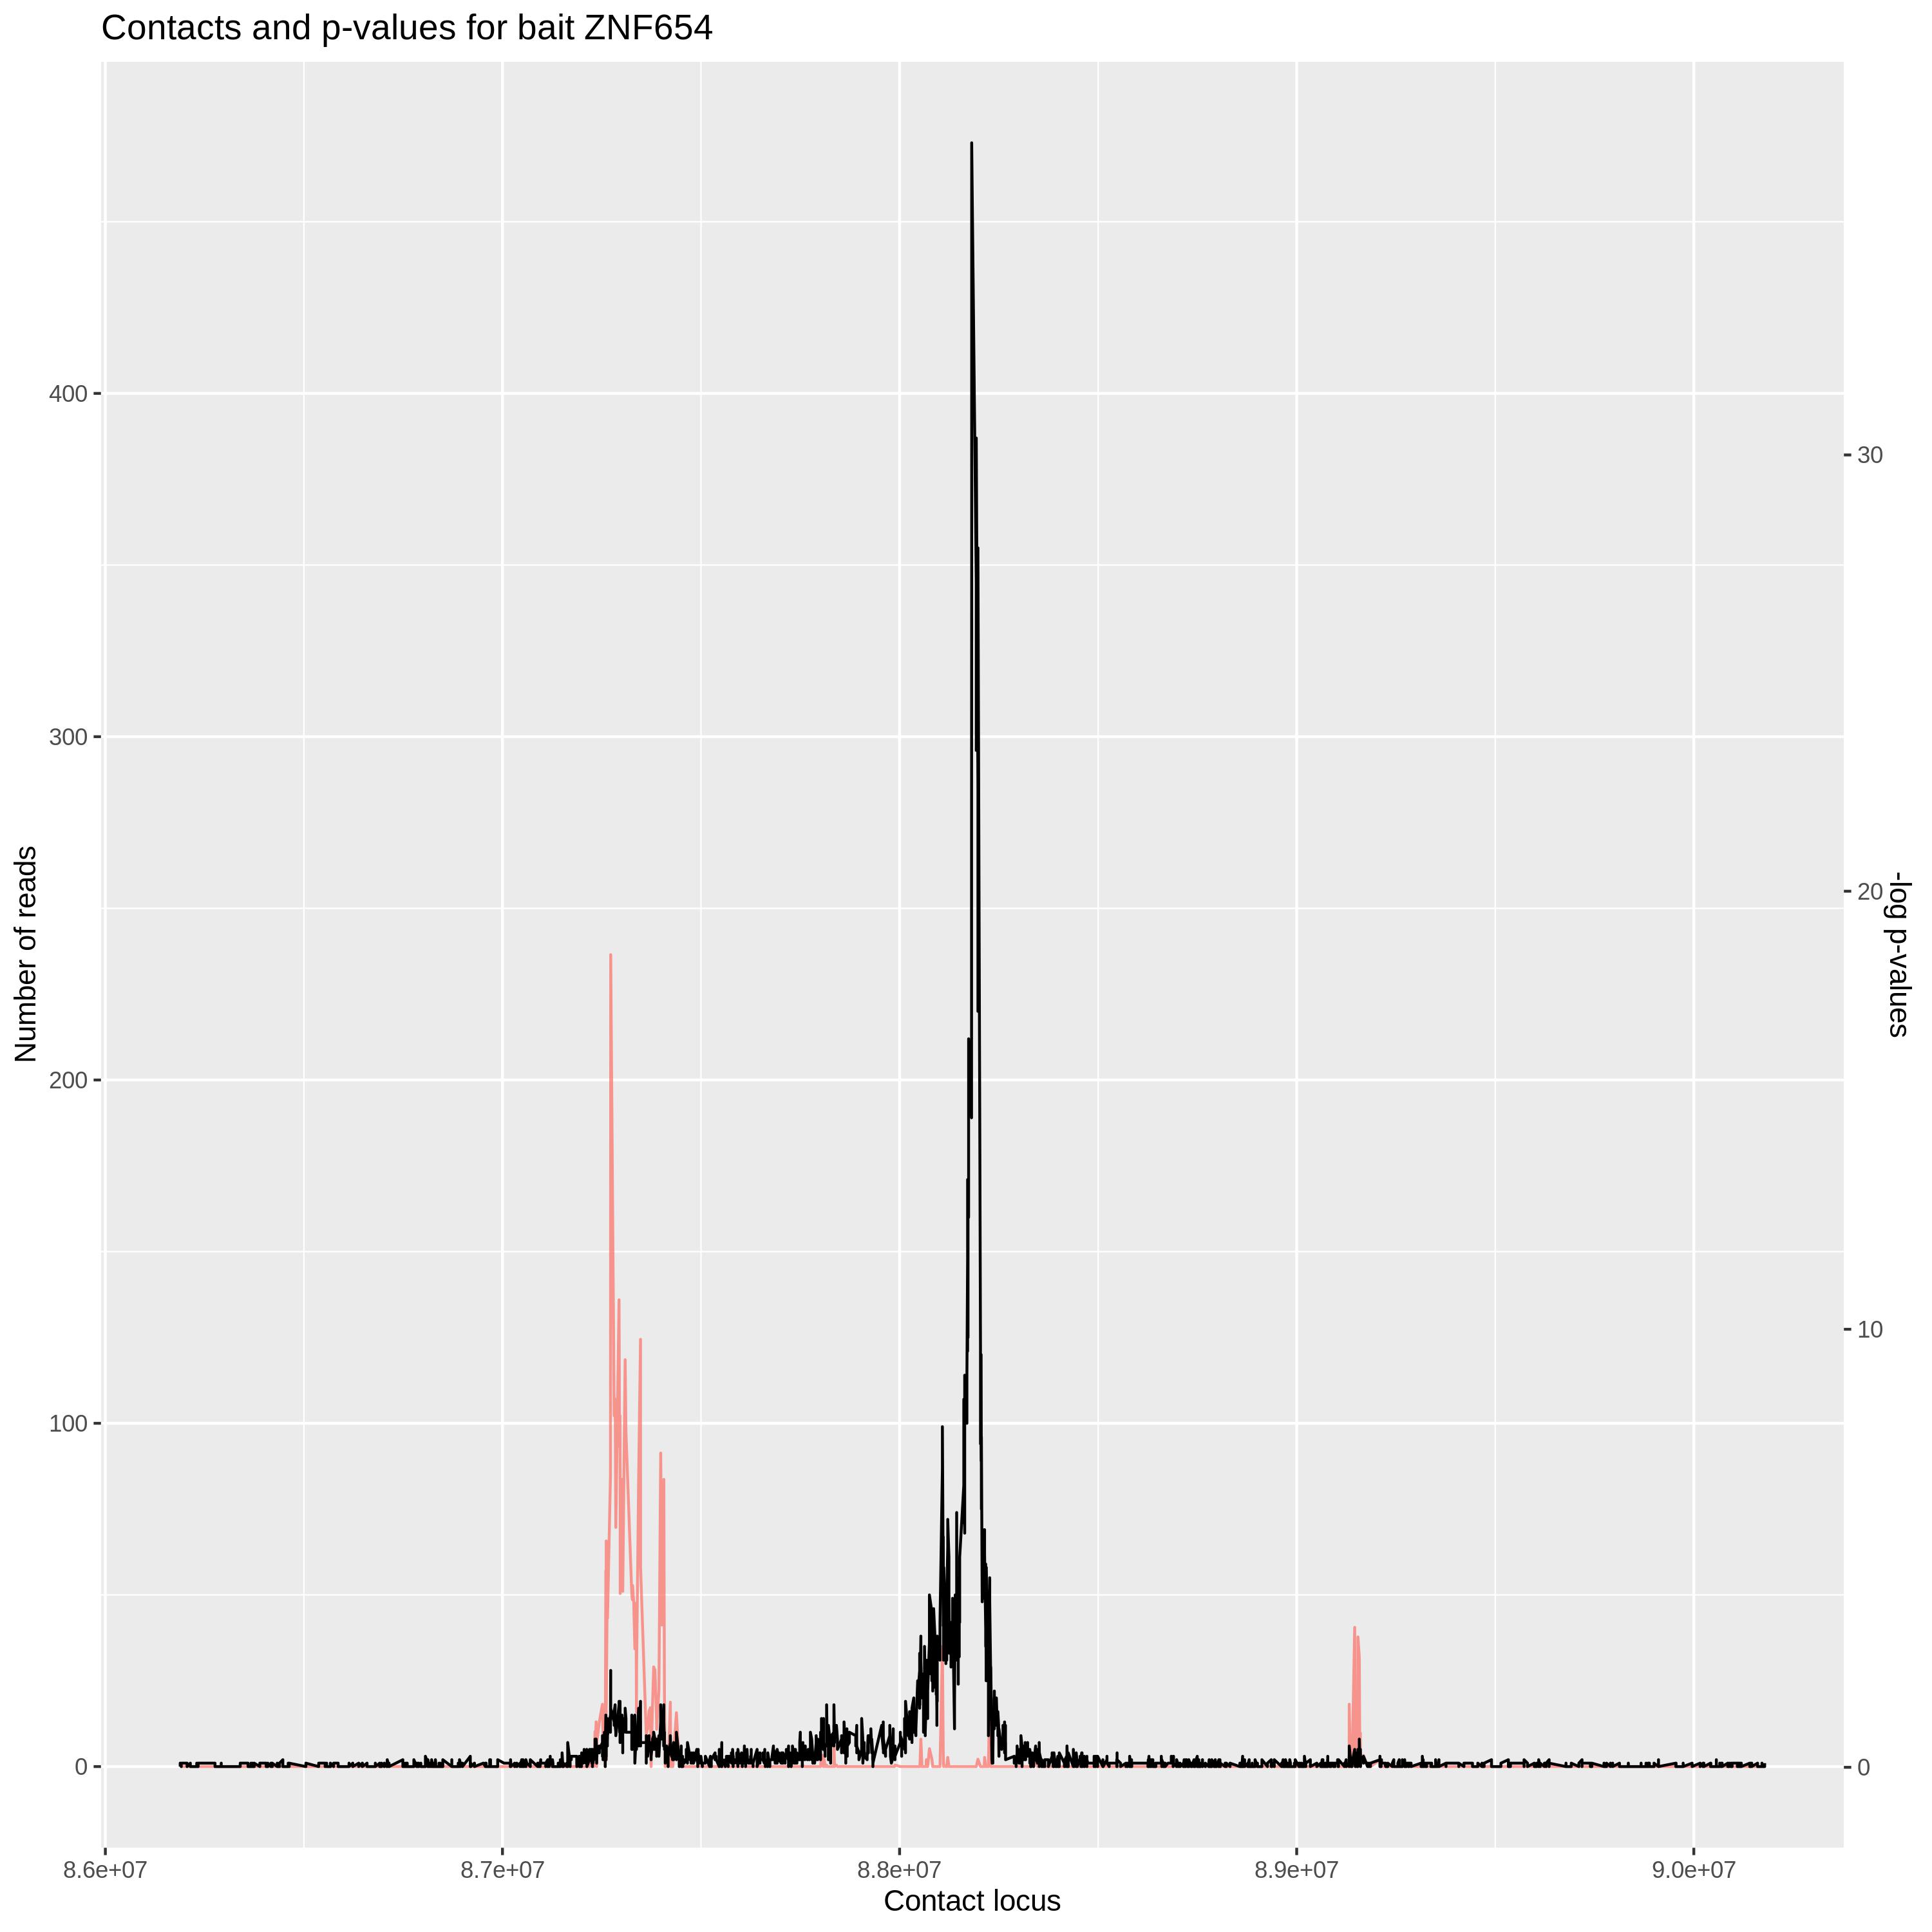 Contacts and p-values for bait ZNF654
Number of reads
400
300
200
100
0
30
20
10
0
-log p-values
8.6e+07 8.7e+07 8.8e+07 8.9e+07 9.0e+07
Contact locus